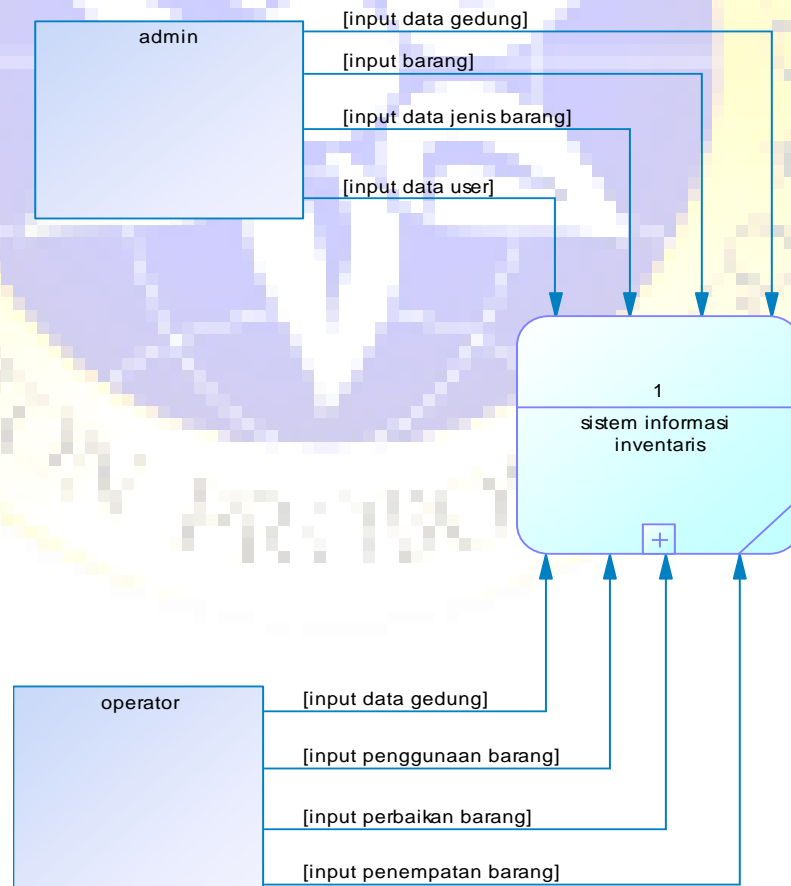 admin
[input data gedung]
[input barang]
[input data jenis barang]
[input data user]
1
sistem informasi
inventaris
operator
[input data gedung]
[input penggunaan barang]
[input perbaikan barang]
[input penempatan barang]